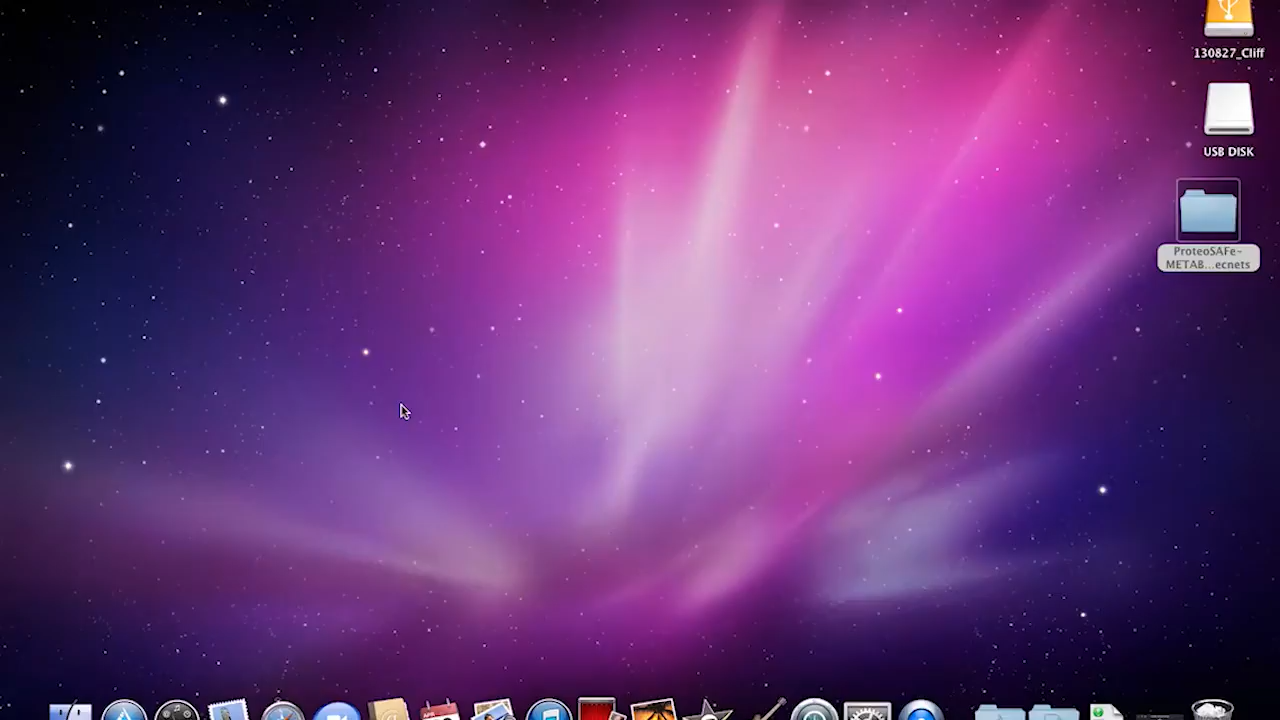 130827_Cliff
USB DISK
ProteoSAFe-
METAB...ecnets